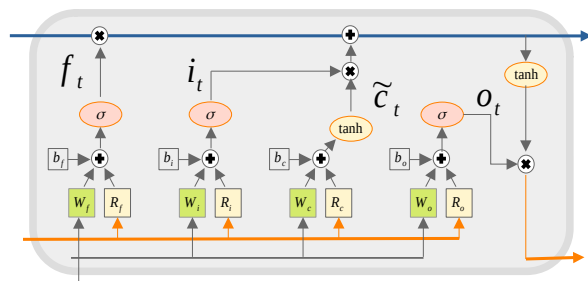 f_t i_t c̃_t o_t tanh
σ σ tanh σ
b_f b_i b_c b_o
W_f R_f W_i R_i W_c R_c W_o R_o